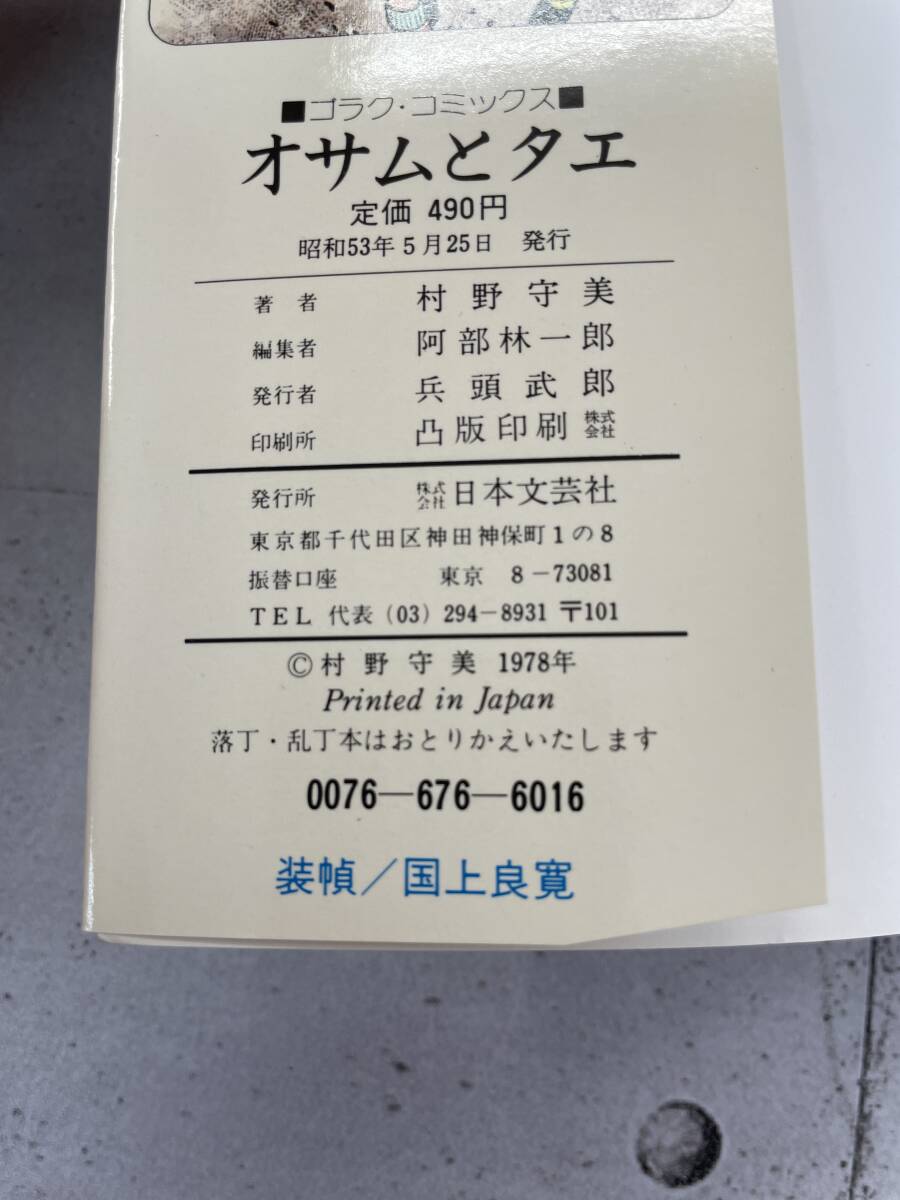 ■ゴラク・コミックス■
オサムとタエ
定価 490円
昭和53年5月25日 発行
著者 村野守美
編集者 阿部林一郎
発行者 兵頭武郎
印刷所 凸版印刷株式会社
発行所 株式会社日本文芸社
東京都千代田区神田神保町1の8
振替口座 東京 8-73081
TEL 代表(03)294-8931 〒101
©村野守美 1978年
Printed in Japan
落丁・乱丁本はおとりかえいたします
0076-676-6016
装幀/国上良寛